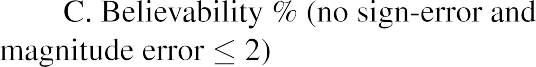 C. Believability % (no sign-error and
magnitude error ≤ 2)